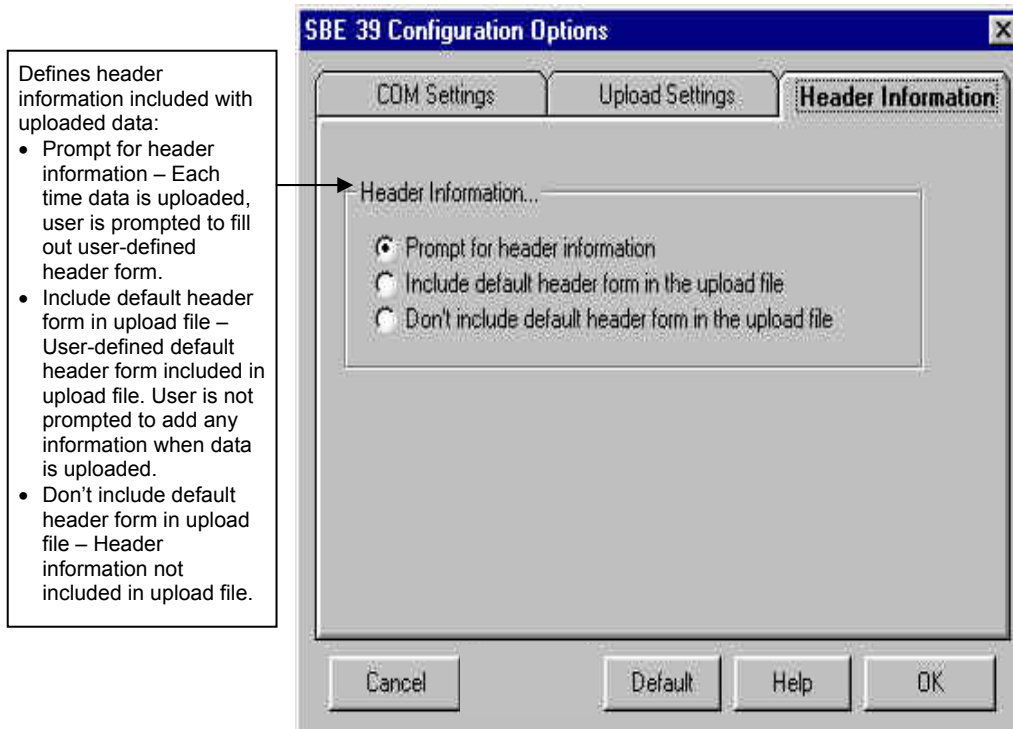 Defines header
information included with
uploaded data:
• Prompt for header
information – Each
time data is uploaded,
user is prompted to fill
out user-defined
header form.
• Include default header
form in upload file –
User-defined default
header form included in
upload file. User is not
prompted to add any
information when data
is uploaded.
• Don’t include default
header form in upload
file – Header
information not
included in upload file.
SBE 39 Configuration Options
COM Settings
Upload Settings
Header Information
Header Information...
Prompt for header information
Include default header form in the upload file
Don't include default header form in the upload file
Cancel
Default
Help
OK